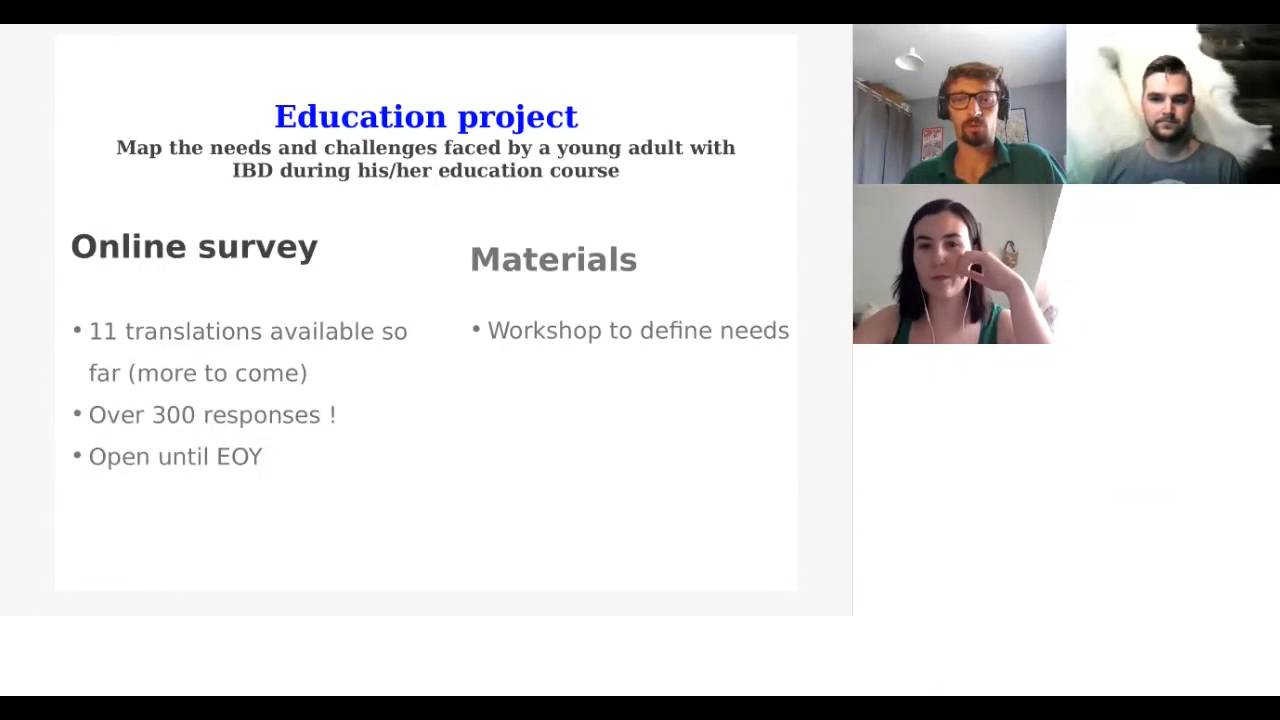 Education project
Map the needs and challenges faced by a young adult with
IBD during his/her education course
Online survey
• 11 translations available so
far (more to come)
• Over 300 responses !
• Open until EOY
Materials
• Workshop to define needs